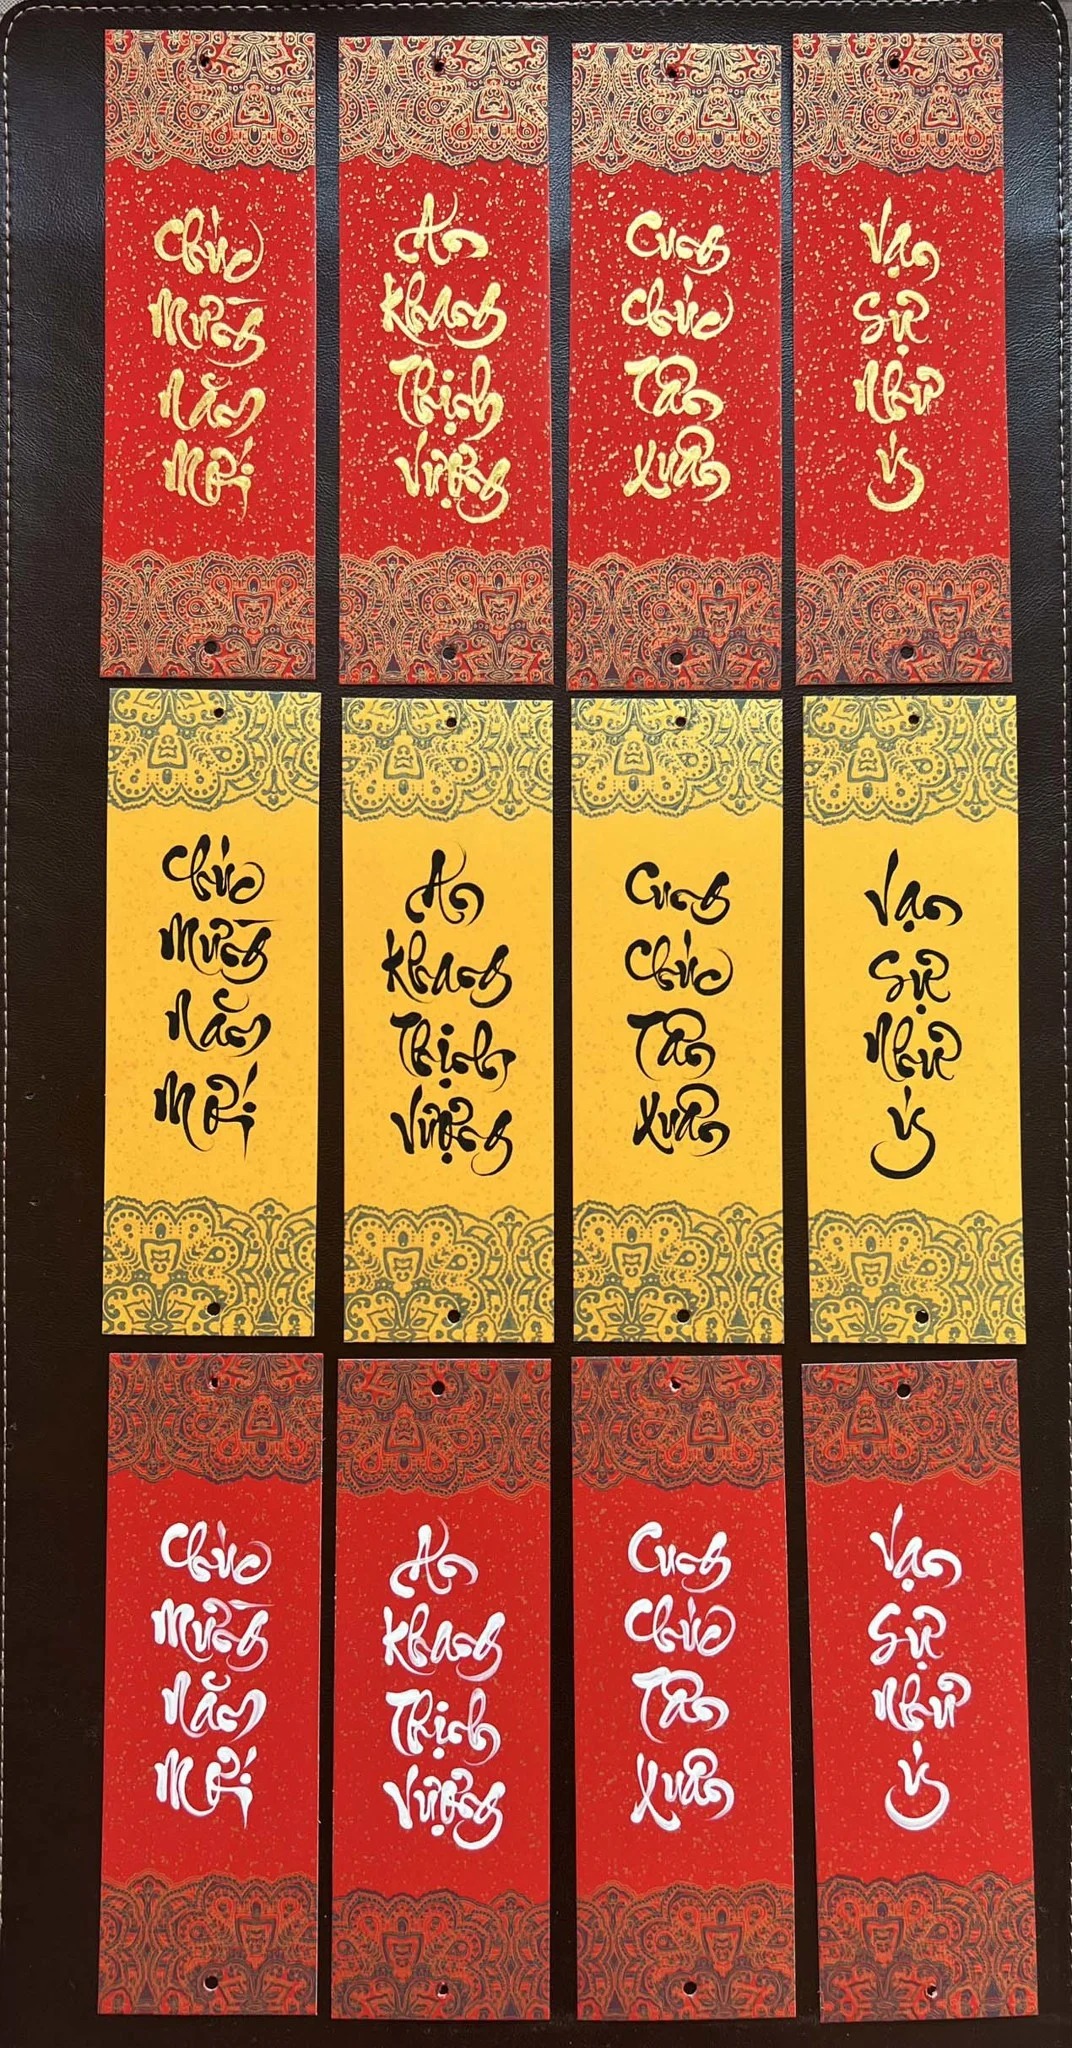 Chúc
Mừng
Năm
Mới
An
Khang
Thịnh
Vượng
Cung
Chúc
Tân
Xuân
Vạn
Sự
Như
Ý
Chúc
Mừng
Năm
Mới
An
Khang
Thịnh
Vượng
Cung
Chúc
Tân
Xuân
Vạn
Sự
Như
Ý
Chúc
Mừng
Năm
Mới
An
Khang
Thịnh
Vượng
Cung
Chúc
Tân
Xuân
Vạn
Sự
Như
Ý